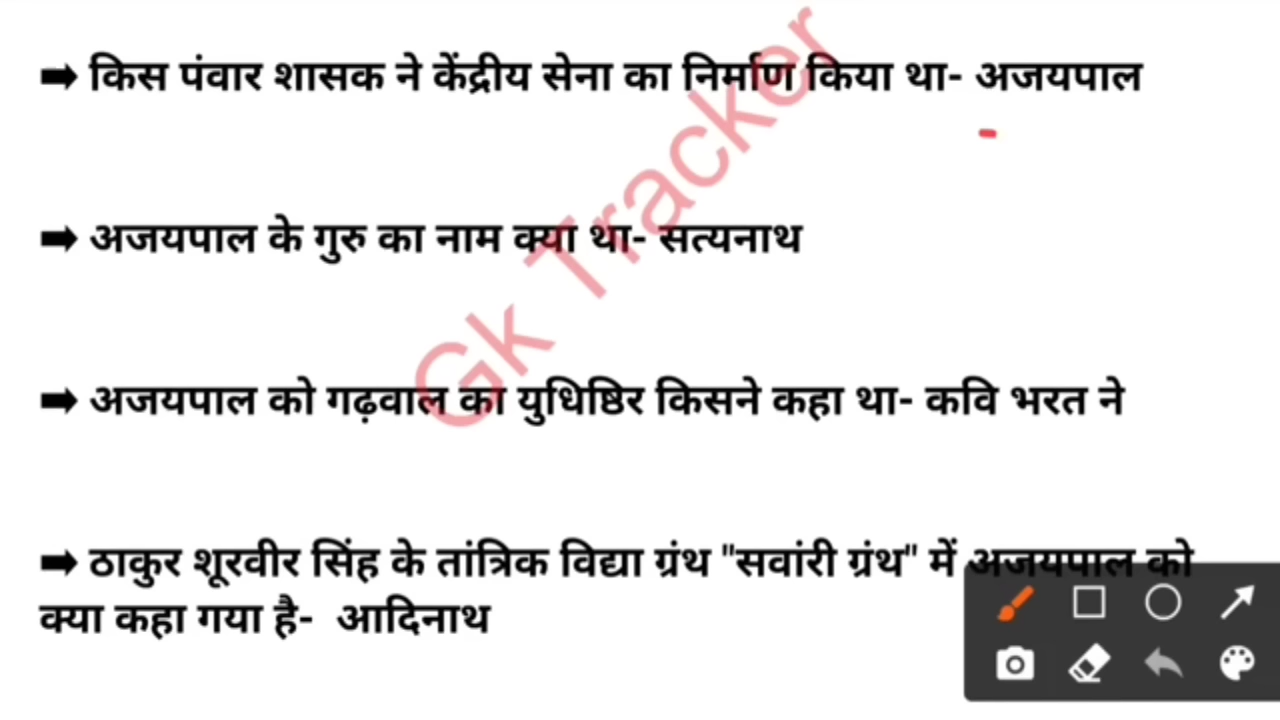 ➡ किस पंवार शासक ने केंद्रीय सेना का निर्माण किया था- अजयपाल
➡ अजयपाल के गुरु का नाम क्या था- सत्यनाथ
➡ अजयपाल को गढ़वाल का युधिष्ठिर किसने कहा था- कवि भरत ने
➡ ठाकुर शूरवीर सिंह के तांत्रिक विद्या ग्रंथ "सवांरी ग्रंथ" में अजयपाल को
क्या कहा गया है- आदिनाथ
Gk Tracker